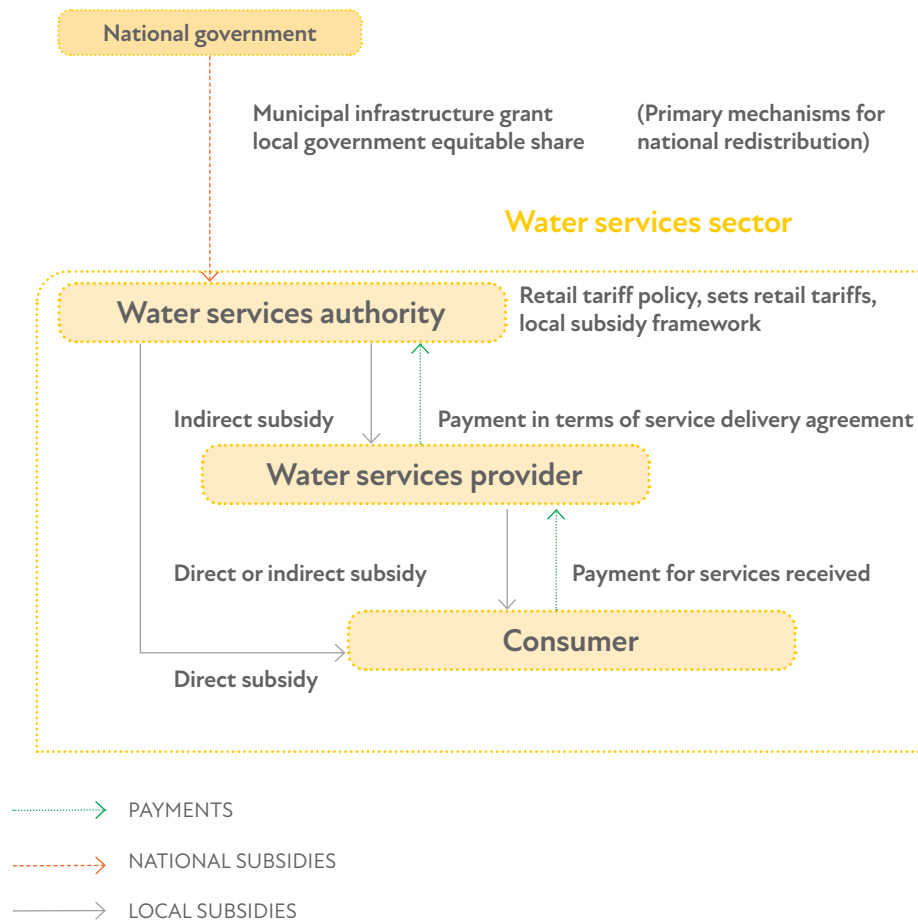 National government
Municipal infrastructure grant
local government equitable share
(Primary mechanisms for
national redistribution)
Water services sector
Water services authority
Retail tariff policy, sets retail tariffs,
local subsidy framework
Indirect subsidy
Payment in terms of service delivery agreement
Water services provider
Direct or indirect subsidy
Payment for services received
Consumer
Direct subsidy
PAYMENTS
NATIONAL SUBSIDIES
LOCAL SUBSIDIES